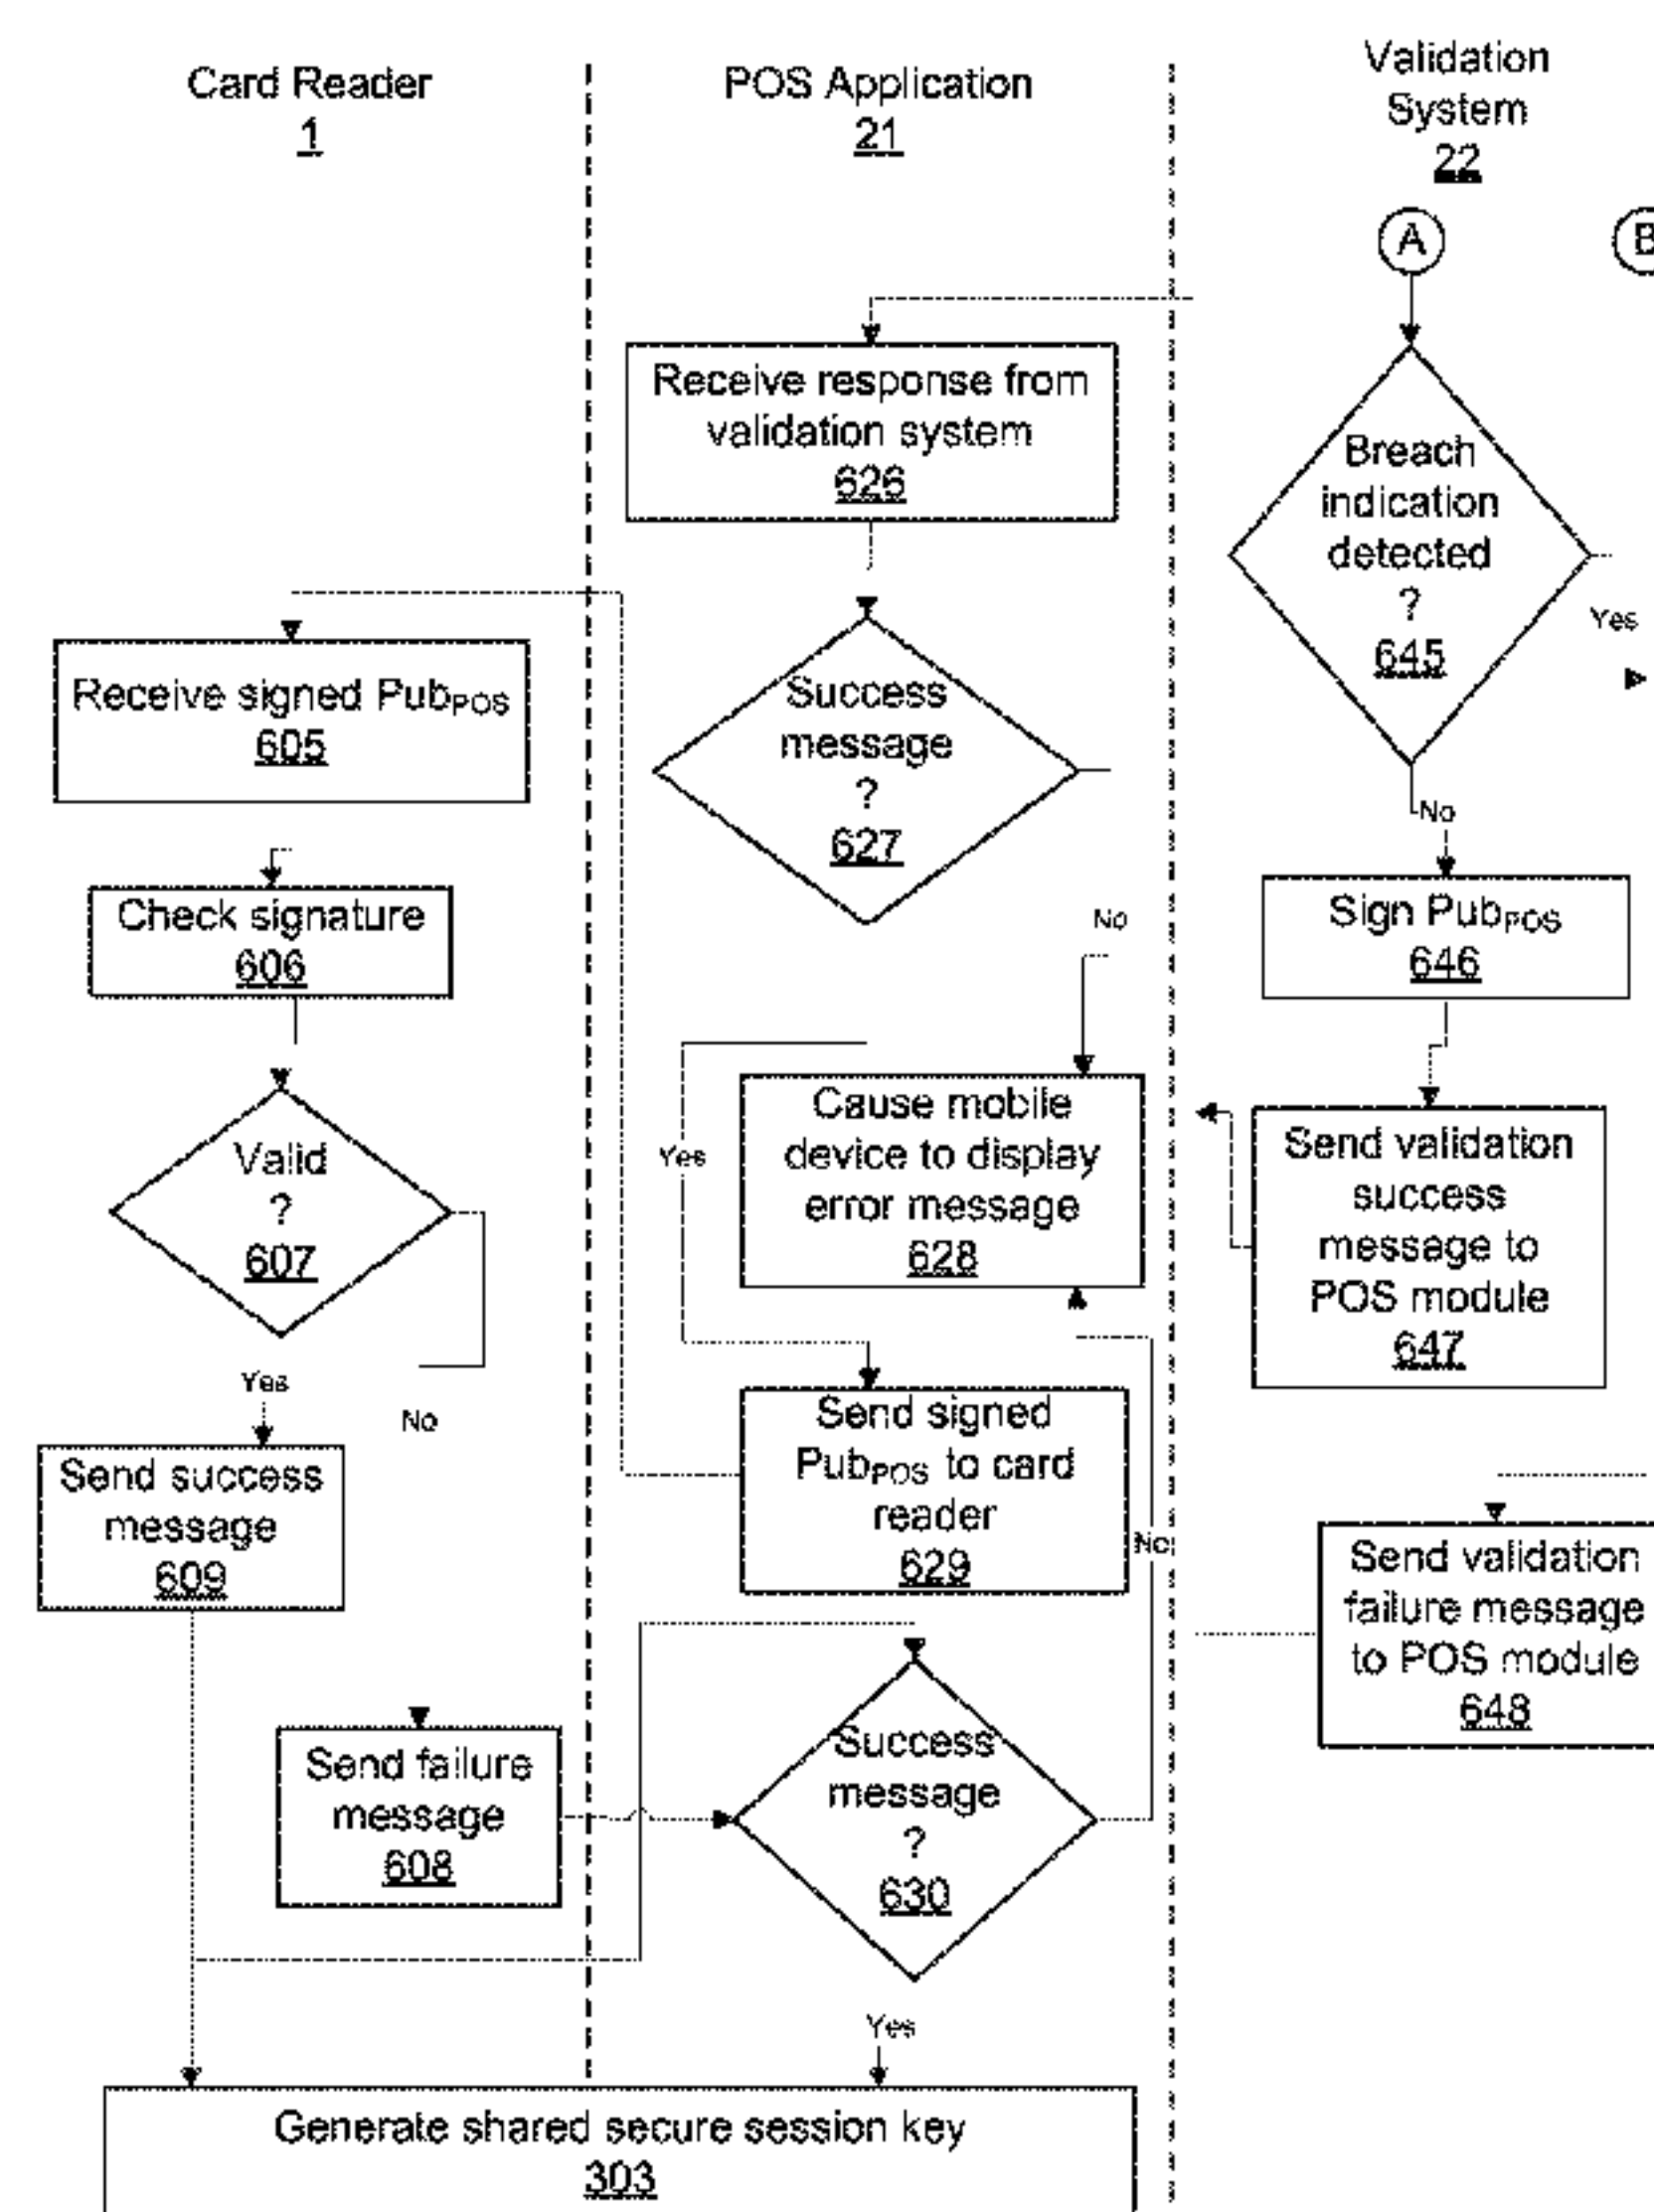 Card Reader
1
POS Application
21
Validation
System
22
A
B
Receive response from
validation system
626
Breach
indication
detected
?
645
Yes
No
Receive signed PubPOS
605
Success
message
?
627
No
Yes
Check signature
606
Sign PubPOS
646
Valid
?
607
Yes
No
Cause mobile
device to display
error message
628
Send validation
success
message to
POS module
647
Send success
message
609
Send signed
PubPOS to card
reader
629
No
Send validation
failure message
to POS module
648
Send failure
message
608
Success
message
?
630
Yes
Generate shared secure session key
303